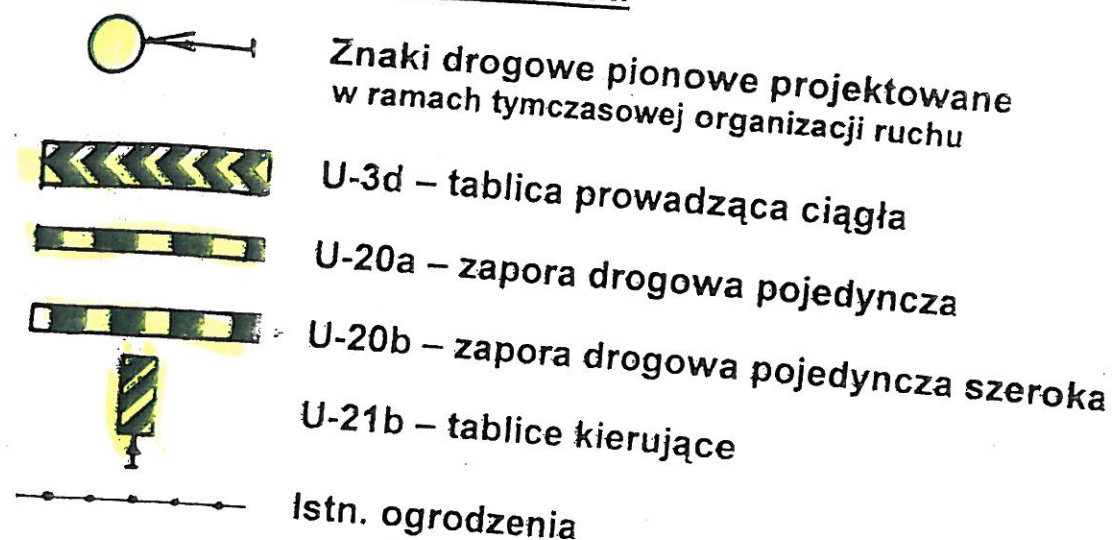 Znaki drogowe pionowe projektowane
w ramach tymczasowej organizacji ruchu
U-3d – tablica prowadząca ciągła
U-20a – zapora drogowa pojedyncza
U-20b – zapora drogowa pojedyncza szeroka
U-21b – tablice kierujące
Istn. ogrodzenia